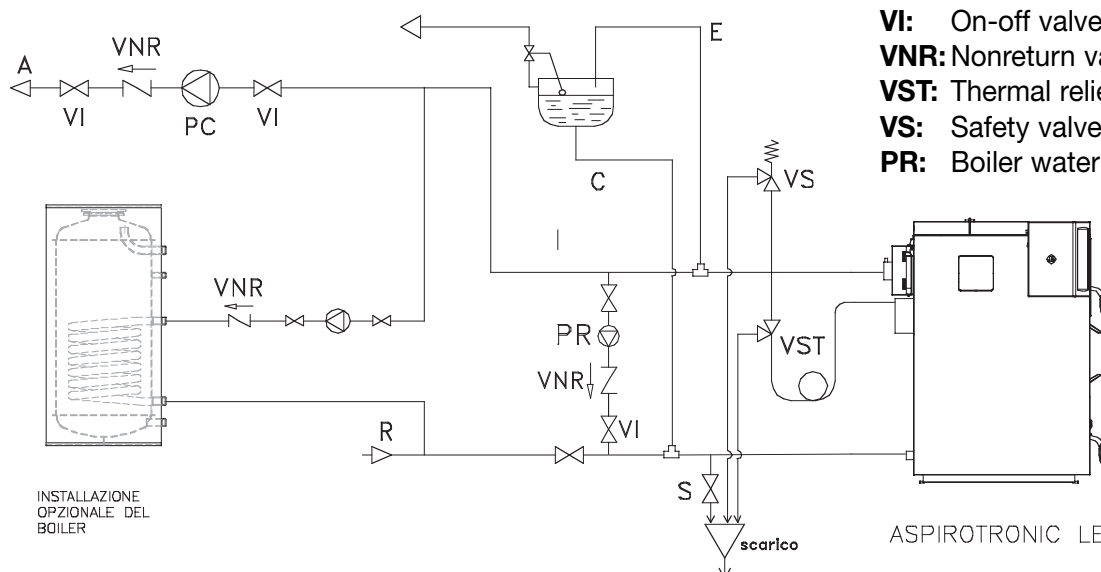 VI: On-off valve
VNR: Nonreturn va
VST: Thermal relie
VS: Safety valve
PR: Boiler water
E
VNR
A
VI
PC
VI
C
VS
VNR
PR
VST
VNR
VI
R
S
scarico
INSTALLAZIONE
OPZIONALE DEL
BOILER
ASPIROTRONIC LE